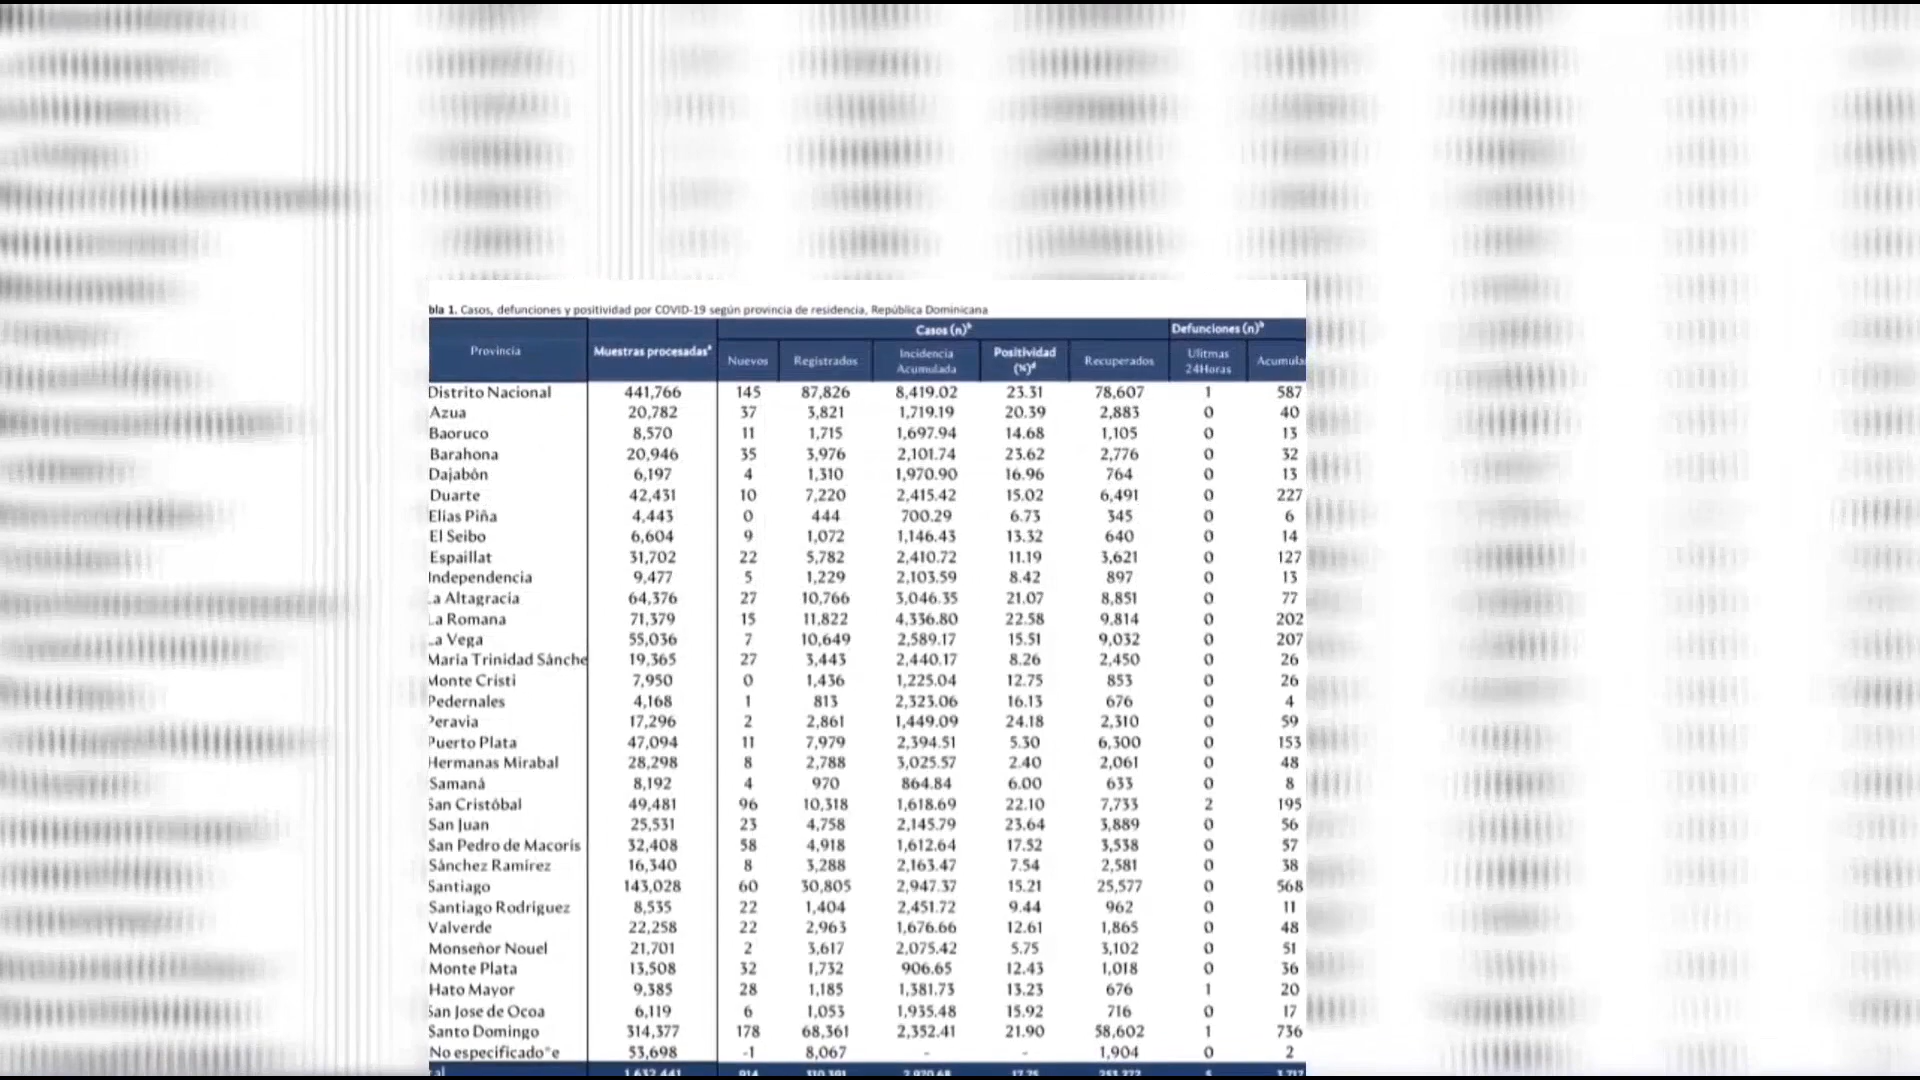 bla 1. Casos, defunciones y positividad por COVID-19 según provincia de residencia, República Dominicana
Provincia Muestras procesadasª Casos (n)ᵇ Defunciones (n)ᵇ
Nuevos Registrados Incidencia Acumulada Positividad (%)ᵈ Recuperados Ulitmas 24Horas Acumula
Distrito Nacional 441,766 145 87,826 8,419.02 23.31 78,607 1 587
Azua 20,782 37 3,821 1,719.19 20.39 2,883 0 40
Baoruco 8,570 11 1,715 1,697.94 14.68 1,105 0 13
Barahona 20,946 35 3,976 2,101.74 23.62 2,776 0 32
Dajabón 6,197 4 1,310 1,970.90 16.96 764 0 13
Duarte 42,431 10 7,220 2,415.42 15.02 6,491 0 227
Elías Piña 4,443 0 444 700.29 6.73 345 0 6
El Seibo 6,604 9 1,072 1,146.43 13.32 640 0 14
Espaillat 31,702 22 5,782 2,410.72 11.19 3,621 0 127
Independencia 9,477 5 1,229 2,103.59 8.42 897 0 13
La Altagracia 64,376 27 10,766 3,046.35 21.07 8,851 0 77
La Romana 71,379 15 11,822 4,336.80 22.58 9,814 0 202
La Vega 55,036 7 10,649 2,589.17 15.51 9,032 0 207
María Trinidad Sánche 19,365 27 3,443 2,440.17 8.26 2,450 0 26
Monte Cristi 7,950 0 1,436 1,225.04 12.75 853 0 26
Pedernales 4,168 1 813 2,323.06 16.13 676 0 4
Peravia 17,296 2 2,861 1,449.09 24.18 2,310 0 59
Puerto Plata 47,094 11 7,979 2,394.51 5.30 6,300 0 153
Hermanas Mirabal 28,298 8 2,788 3,025.57 2.40 2,061 0 48
Samaná 8,192 4 970 864.84 6.00 633 0 8
San Cristóbal 49,481 96 10,318 1,618.69 22.10 7,733 2 195
San Juan 25,531 23 4,758 2,145.79 23.64 3,889 0 56
San Pedro de Macorís 32,408 58 4,918 1,612.64 17.52 3,538 0 57
Sánchez Ramírez 16,340 8 3,288 2,163.47 7.54 2,581 0 38
Santiago 143,028 60 30,805 2,947.37 15.21 25,577 0 568
Santiago Rodríguez 8,535 22 1,404 2,451.72 9.44 962 0 11
Valverde 22,258 22 2,963 1,676.66 12.61 1,865 0 48
Monseñor Nouel 21,701 2 3,617 2,075.42 5.75 3,102 0 51
Monte Plata 13,508 32 1,732 906.65 12.43 1,018 0 36
Hato Mayor 9,385 28 1,185 1,381.73 13.23 676 1 20
San Jose de Ocoa 6,119 6 1,053 1,935.48 15.92 716 0 17
Santo Domingo 314,377 178 68,361 2,352.41 21.90 58,602 1 736
No especificado*e 53,698 -1 8,067 - - 1,904 0 2